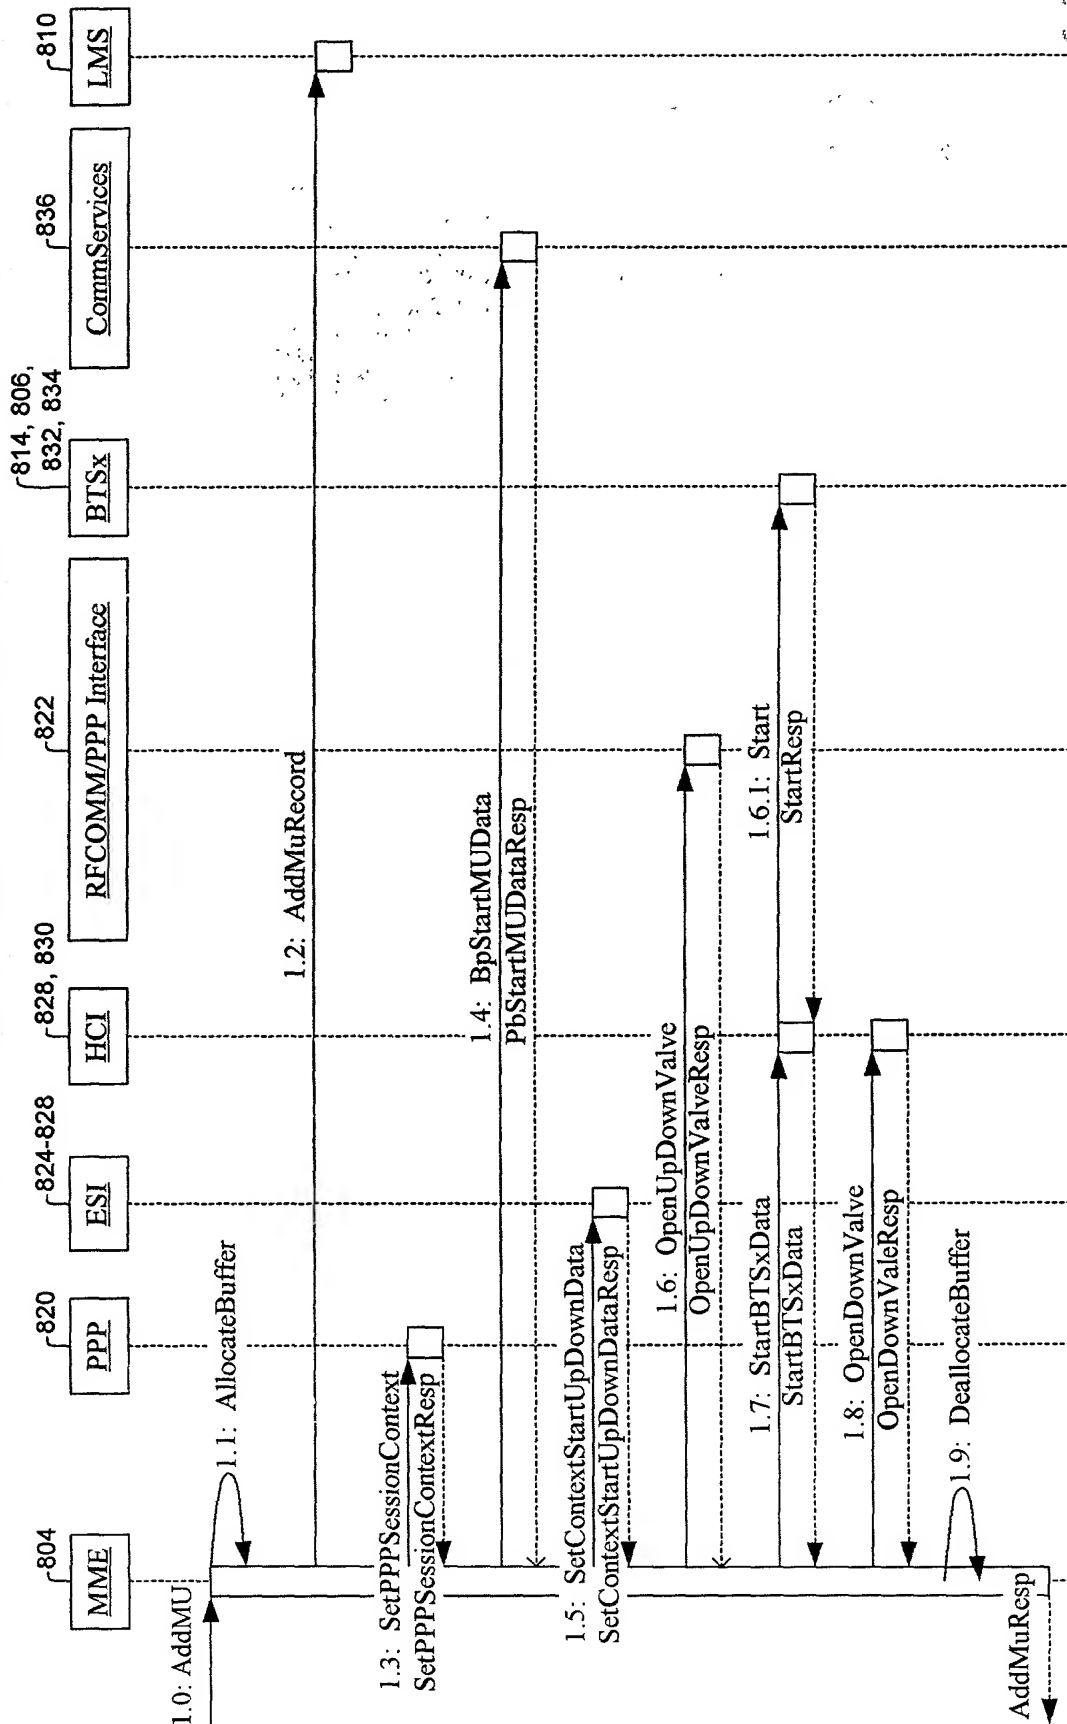 804
MME
820
PPP
824-828
ESI
828, 830
HCI
822
RFCOMM/PPP Interface
814, 806,
832, 834
BTSx
836
CommServices
810
LMS
1.0: AddMU
1.1: AllocateBuffer
1.2: AddMuRecord
1.3: SetPPPSessionContext
SetPPPSessionContextResp
1.4: BpStartMUData
PbStartMUDataResp
1.5: SetContextStartUpDownData
SetContextStartUpDownDataResp
1.6: OpenUpDownValve
OpenUpDownValveResp
1.7: StartBTSxData
StartBTSxData
1.6.1: Start
StartResp
1.8: OpenDownValve
OpenDownValeResp
1.9: DeallocateBuffer
AddMuResp